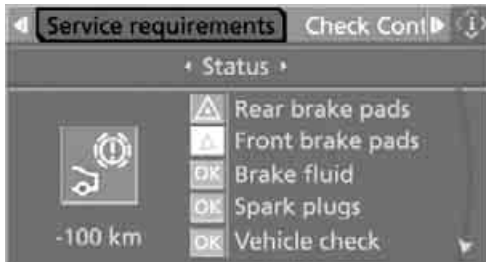 Service requirements Check Cont
Status
Rear brake pads
Front brake pads
OK Brake fluid
OK Spark plugs
-100 km OK Vehicle check